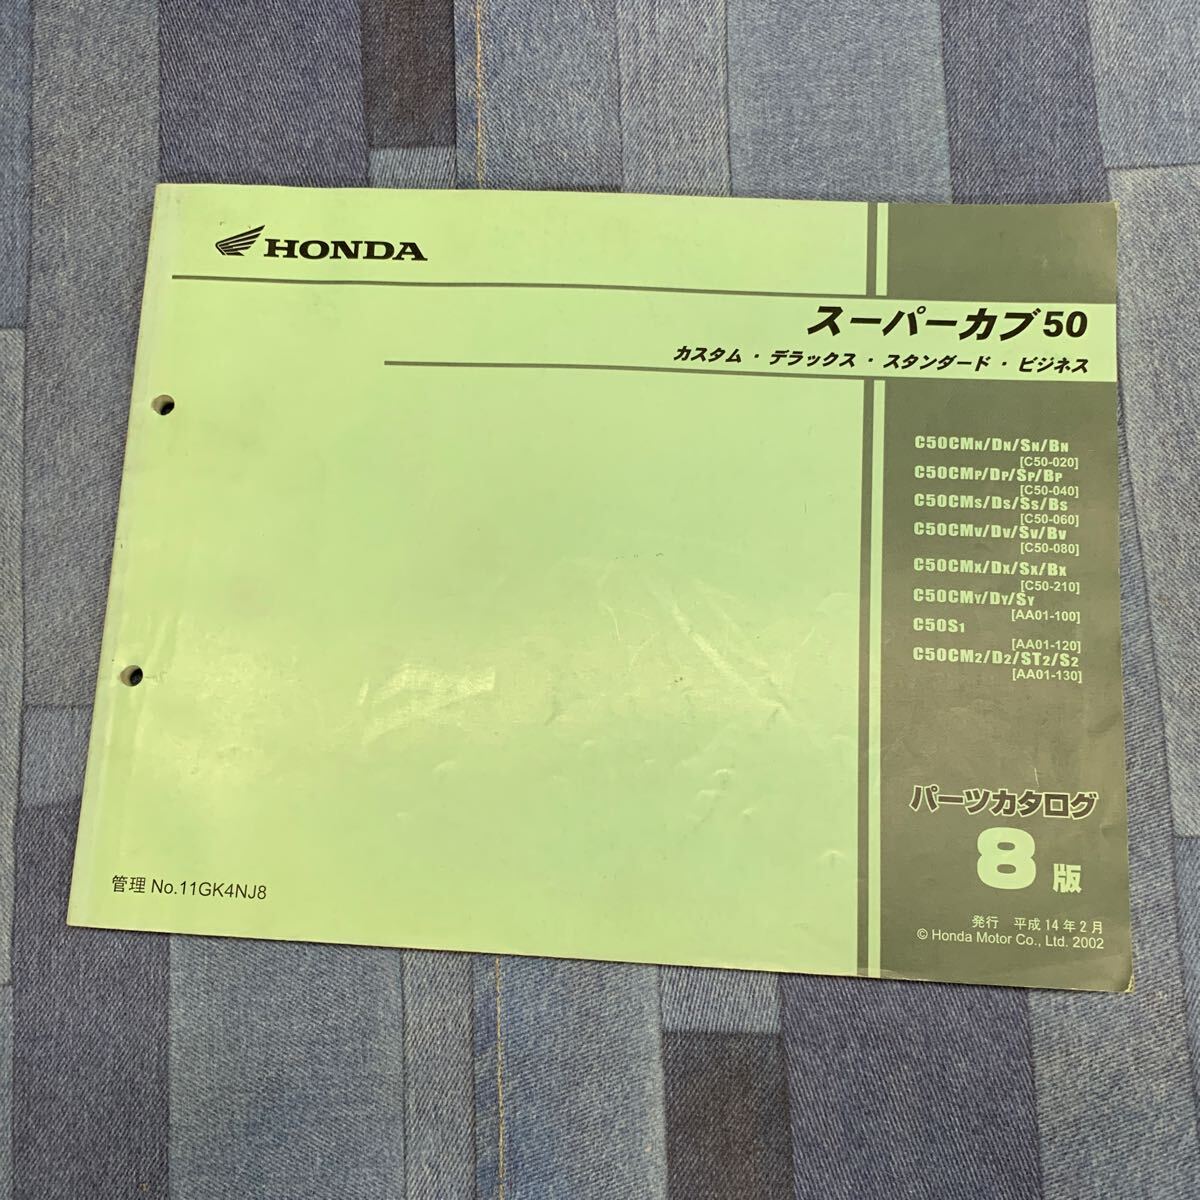 HONDA
スーパーカブ50
カスタム・デラックス・スタンダード・ビジネス
C50CMN/DN/SN/BN
[C50-020]
C50CMP/DP/SP/BP
[C50-040]
C50CMS/DS/SS/BS
[C50-060]
C50CMV/DV/SV/BV
[C50-080]
C50CMX/DX/SX/BX
[C50-210]
C50CMY/DY/SY
[AA01-100]
C50S1
[AA01-120]
C50CM2/D2/ST2/S2
[AA01-130]
パーツカタログ
8版
管理 No.11GK4NJ8
発行 平成14年2月
© Honda Motor Co., Ltd. 2002